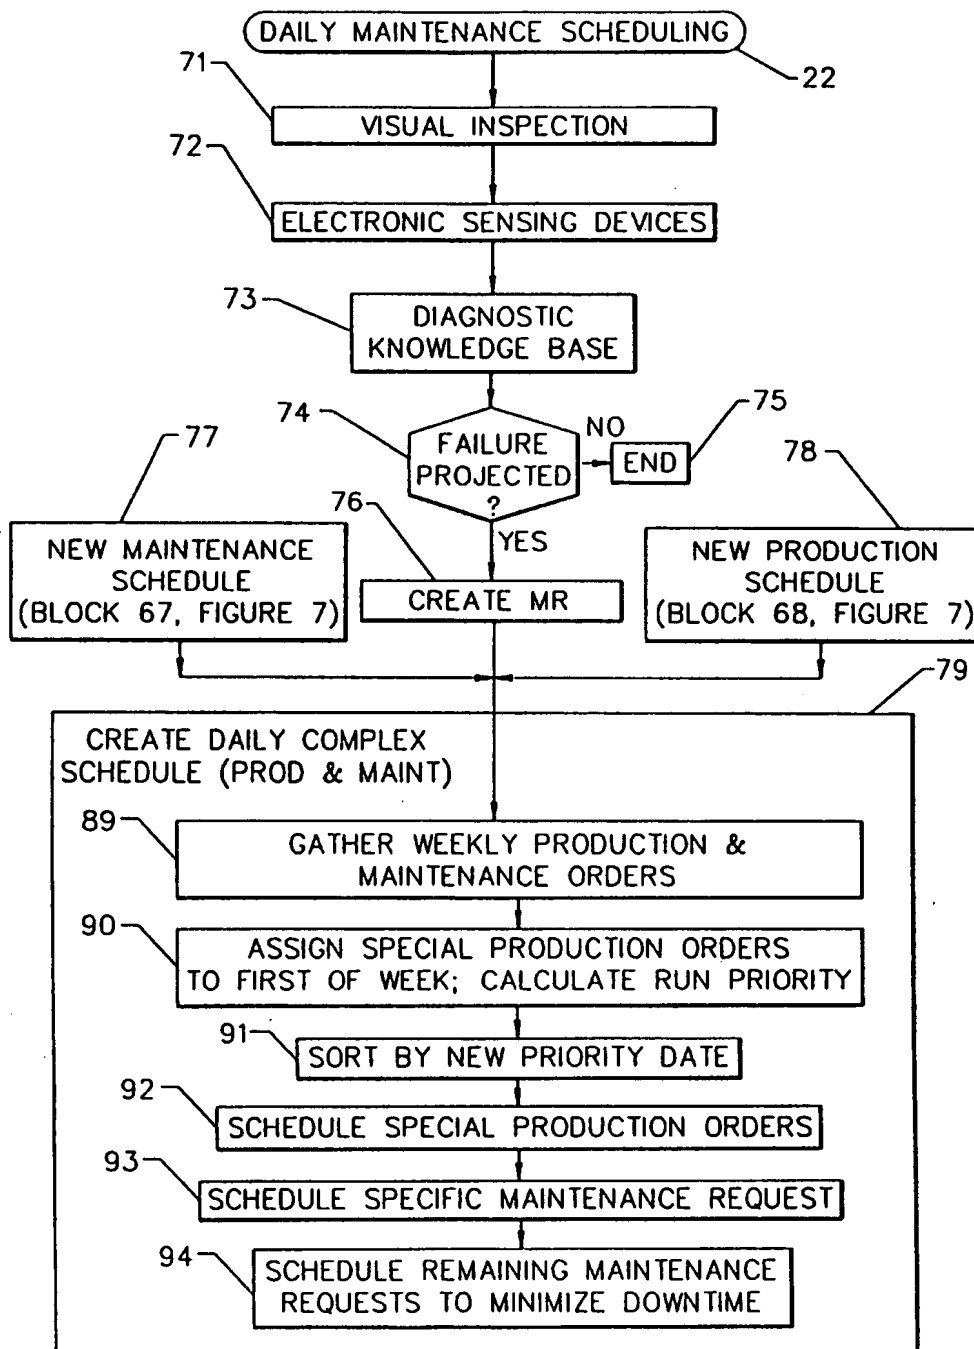 DAILY MAINTENANCE SCHEDULING
22
71
VISUAL INSPECTION
72
ELECTRONIC SENSING DEVICES
73
DIAGNOSTIC
KNOWLEDGE BASE
74
FAILURE
PROJECTED
?
NO
END
75
YES
76
CREATE MR
77
NEW MAINTENANCE
SCHEDULE
(BLOCK 67, FIGURE 7)
78
NEW PRODUCTION
SCHEDULE
(BLOCK 68, FIGURE 7)
79
CREATE DAILY COMPLEX
SCHEDULE (PROD & MAINT)
89
GATHER WEEKLY PRODUCTION &
MAINTENANCE ORDERS
90
ASSIGN SPECIAL PRODUCTION ORDERS
TO FIRST OF WEEK; CALCULATE RUN PRIORITY
91
SORT BY NEW PRIORITY DATE
92
SCHEDULE SPECIAL PRODUCTION ORDERS
93
SCHEDULE SPECIFIC MAINTENANCE REQUEST
94
SCHEDULE REMAINING MAINTENANCE
REQUESTS TO MINIMIZE DOWNTIME